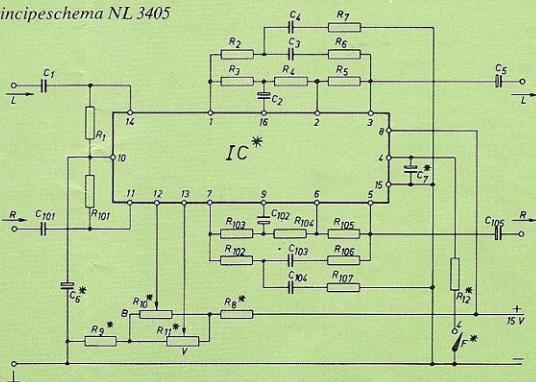 rincipeschema NL 3405
C4 R7
R2 C3 R6
C1 R3 R4 R5 C5
L C2 L
R1 14 1 16 2 3
8
10 IC* 4 C7*
15
R 11 12 13 7 9 6 5 R
C101 R101 R103 C102 R104 R105 C105
R102 C103 R106
C104 R107 R12*
C6* B R10* R8* + 15 V
R9* R11* V 4 F*
+ −